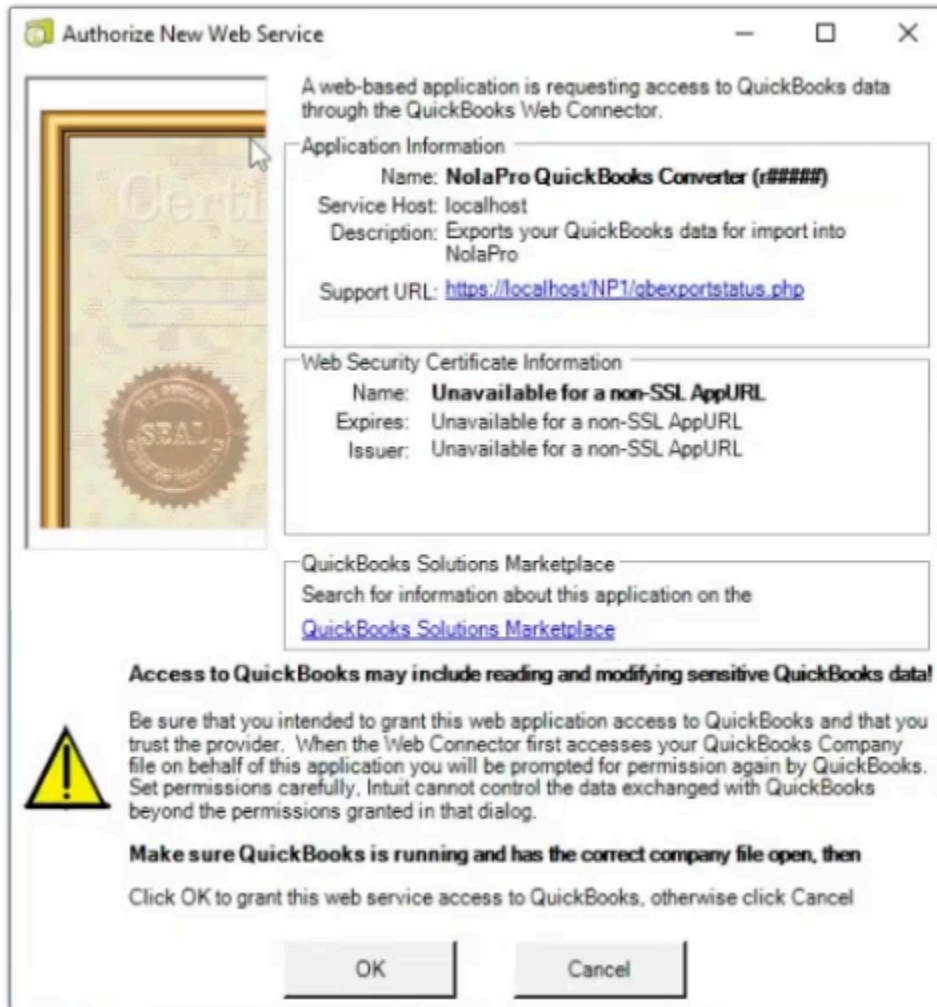 Authorize New Web Service
A web-based application is requesting access to QuickBooks data
through the QuickBooks Web Connector.
Application Information
Name: NolaPro QuickBooks Converter (r#####)
Service Host: localhost
Description: Exports your QuickBooks data for import into
NolaPro
Support URL: https://localhost/NP1/qbexportstatus.php
Certi
SEAL
Web Security Certificate Information
Name: Unavailable for a non-SSL AppURL
Expires: Unavailable for a non-SSL AppURL
Issuer: Unavailable for a non-SSL AppURL
QuickBooks Solutions Marketplace
Search for information about this application on the
QuickBooks Solutions Marketplace
Access to QuickBooks may include reading and modifying sensitive QuickBooks data!
Be sure that you intended to grant this web application access to QuickBooks and that you
trust the provider. When the Web Connector first accesses your QuickBooks Company
file on behalf of this application you will be prompted for permission again by QuickBooks.
Set permissions carefully, Intuit cannot control the data exchanged with QuickBooks
beyond the permissions granted in that dialog.
Make sure QuickBooks is running and has the correct company file open, then
Click OK to grant this web service access to QuickBooks, otherwise click Cancel
OK
Cancel